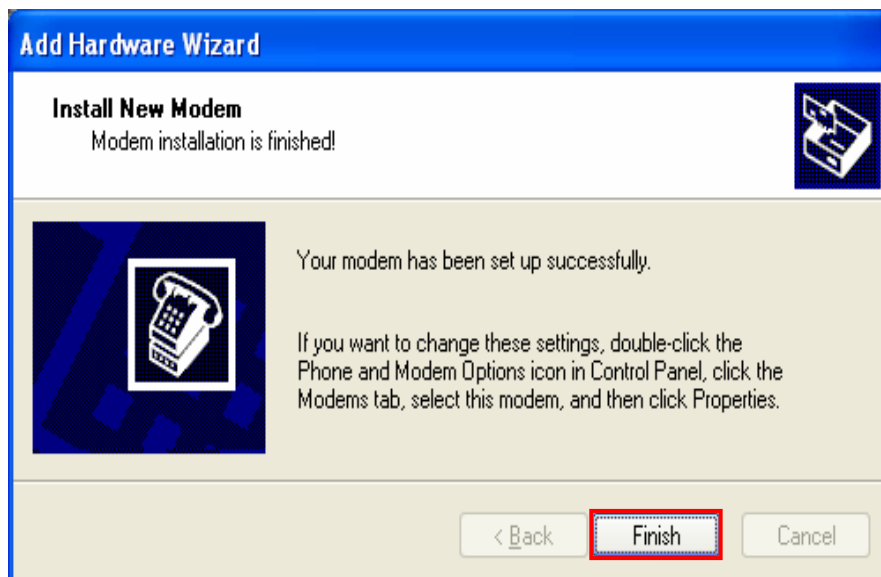 Add Hardware Wizard
Install New Modem
Modem installation is finished!
Your modem has been set up successfully.
If you want to change these settings, double-click the
Phone and Modem Options icon in Control Panel, click the
Modems tab, select this modem, and then click Properties.
< Back
Finish
Cancel